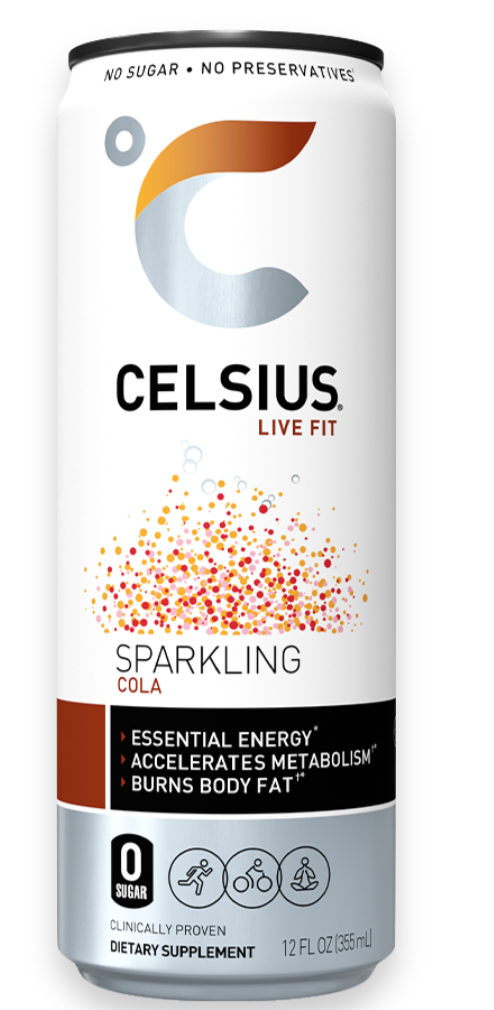 NO SUGAR • NO PRESERVATIVES
CELSIUS®
LIVE FIT
SPARKLING
COLA
ESSENTIAL ENERGY*
ACCELERATES METABOLISM†*
BURNS BODY FAT†*
0
SUGAR
CLINICALLY PROVEN
DIETARY SUPPLEMENT
12 FL OZ (355 mL)